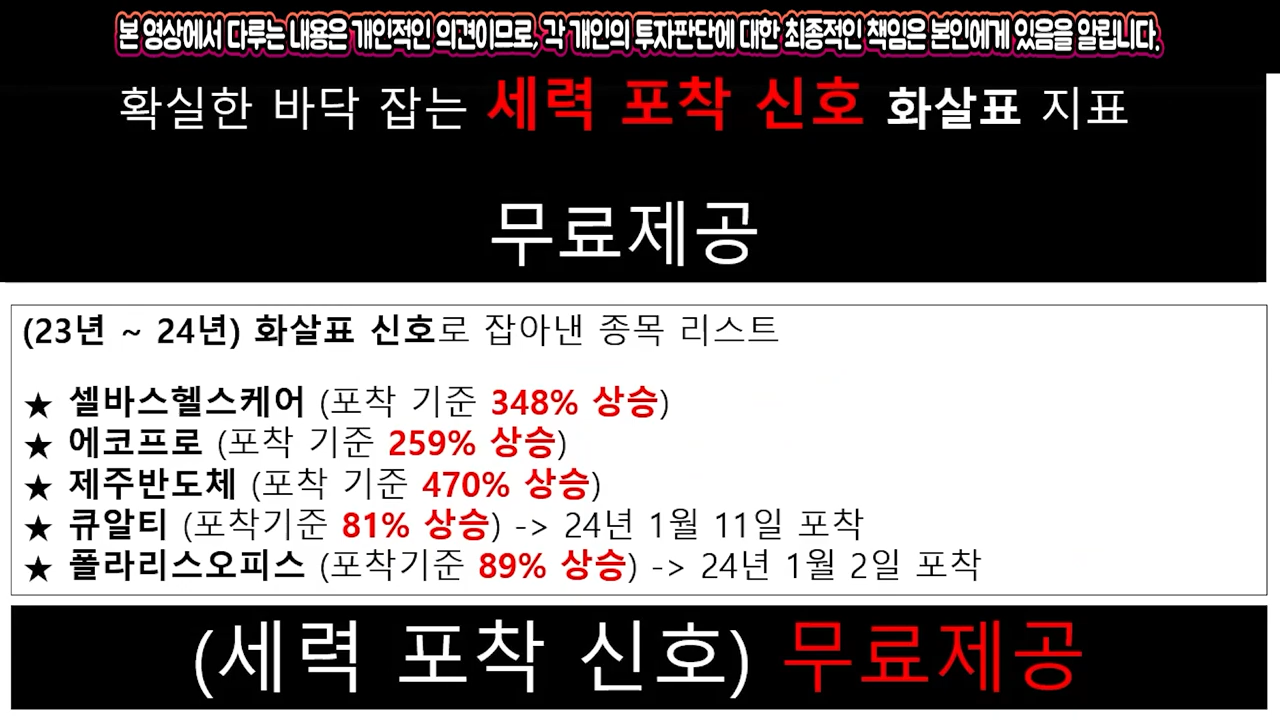 본 영상에서 다루는 내용은 개인적인 의견이므로, 각 개인의 투자판단에 대한 최종적인 책임은 본인에게 있음을 알립니다.
확실한 바닥 잡는 세력 포착 신호 화살표 지표
무료제공
(23년 ~ 24년) 화살표 신호로 잡아낸 종목 리스트
★ 셀바스헬스케어 (포착 기준 348% 상승)
★ 에코프로 (포착 기준 259% 상승)
★ 제주반도체 (포착 기준 470% 상승)
★ 큐알티 (포착기준 81% 상승) -> 24년 1월 11일 포착
★ 폴라리스오피스 (포착기준 89% 상승) -> 24년 1월 2일 포착
(세력 포착 신호) 무료제공